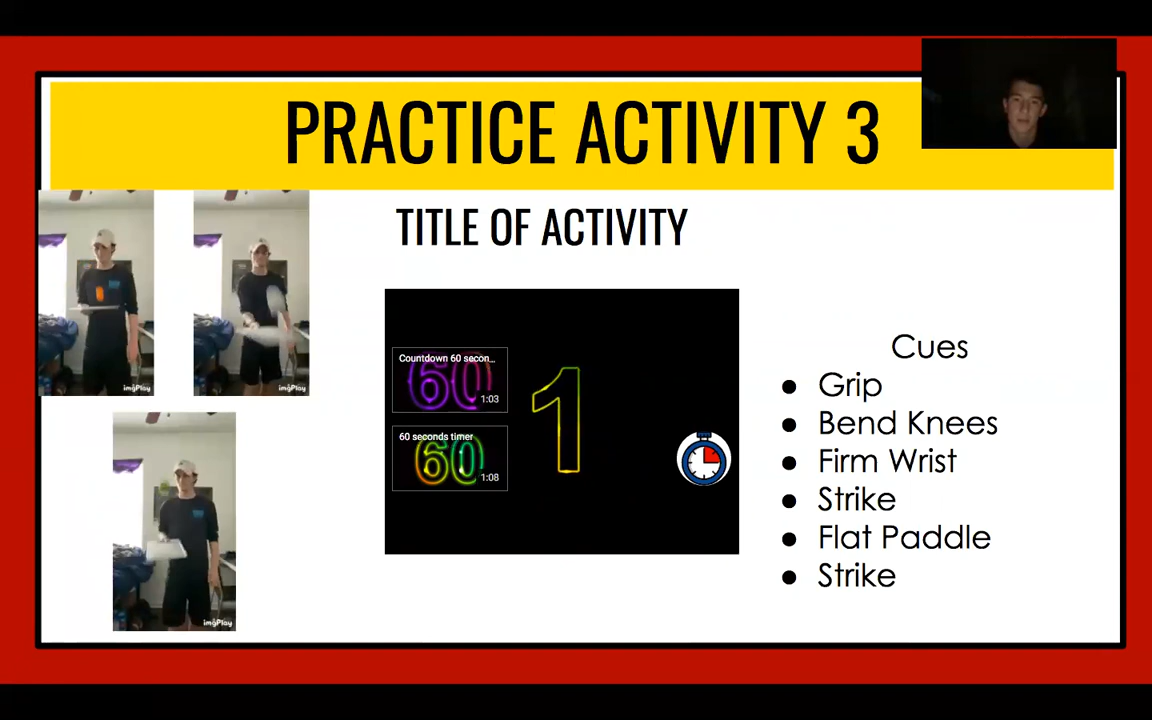 PRACTICE ACTIVITY 3
TITLE OF ACTIVITY
imgPlay
imgPlay
imgPlay
Countdown 60 secon...
60
1:03
60 seconds timer
60
1:08
1
Cues
● Grip
● Bend Knees
● Firm Wrist
● Strike
● Flat Paddle
● Strike